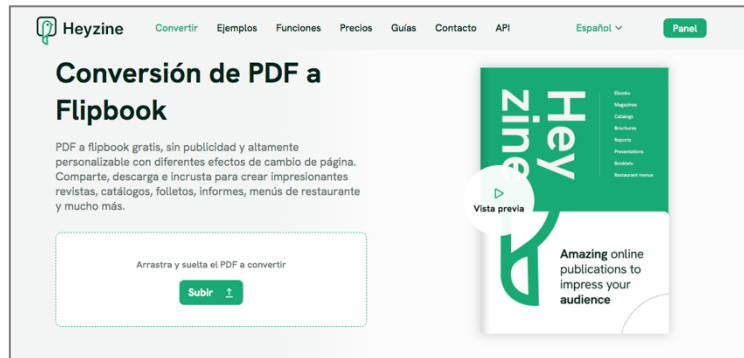 Heyzine
Convertir Ejemplos Funciones Precios Guías Contacto API Español Panel
Conversión de PDF a
Flipbook
PDF a flipbook gratis, sin publicidad y altamente
personalizable con diferentes efectos de cambio de página.
Comparte, descarga e incrusta para crear impresionantes
revistas, catálogos, folletos, informes, menús de restaurante
y mucho más.
Arrastra y suelta el PDF a convertir
Subir
Hey
zine
Ebooks
Magazines
Catalogs
Brochures
Reports
Presentations
Booklets
Restaurant menus
Vista previa
Amazing online
publications to
impress your
audience